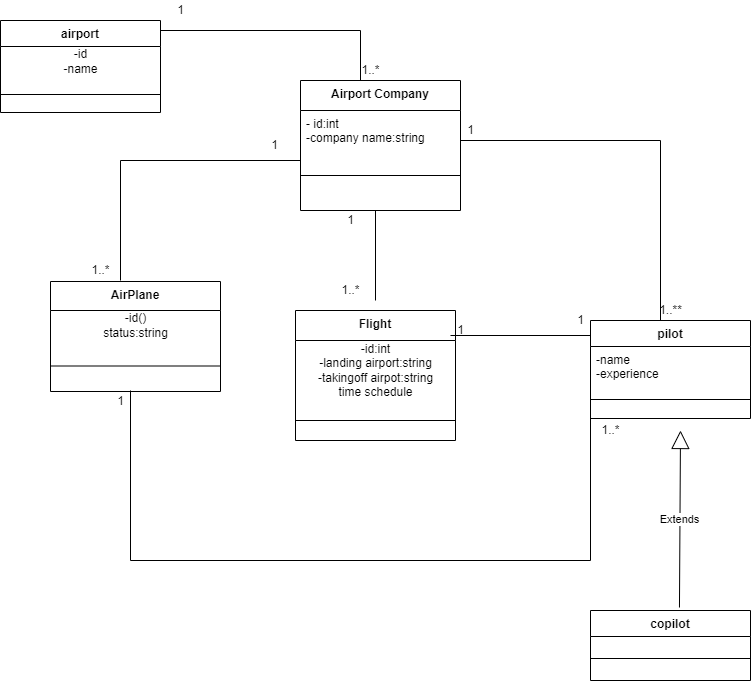 1
airport
-id
-name
1..*
Airport Company
- id:int
-company name:string
1
1
1
1..*
AirPlane
-id()
status:string
1
1..*
Flight
-id:int
-landing airport:string
-takingoff airpot:string
time schedule
1
1
1..**
pilot
-name
-experience
1..*
Extends
copilot